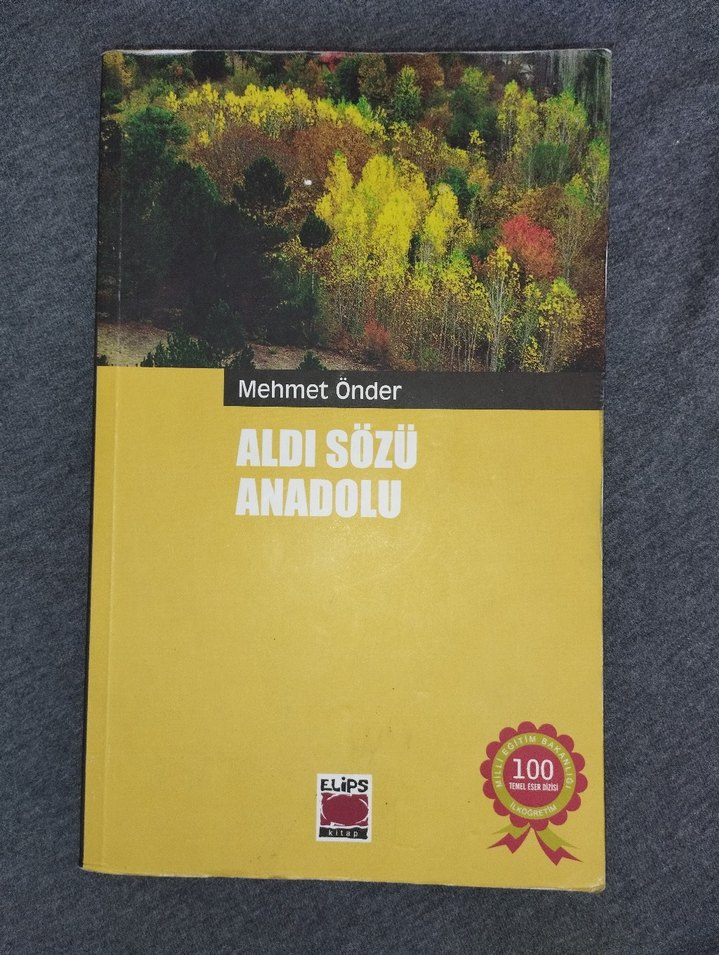 Mehmet Önder
ALDI SÖZÜ
ANADOLU
ELiPS
kitap
MİLLİ EĞİTİM BAKANLIĞI
100
TEMEL ESER DİZİSİ
İLKÖĞRETİM